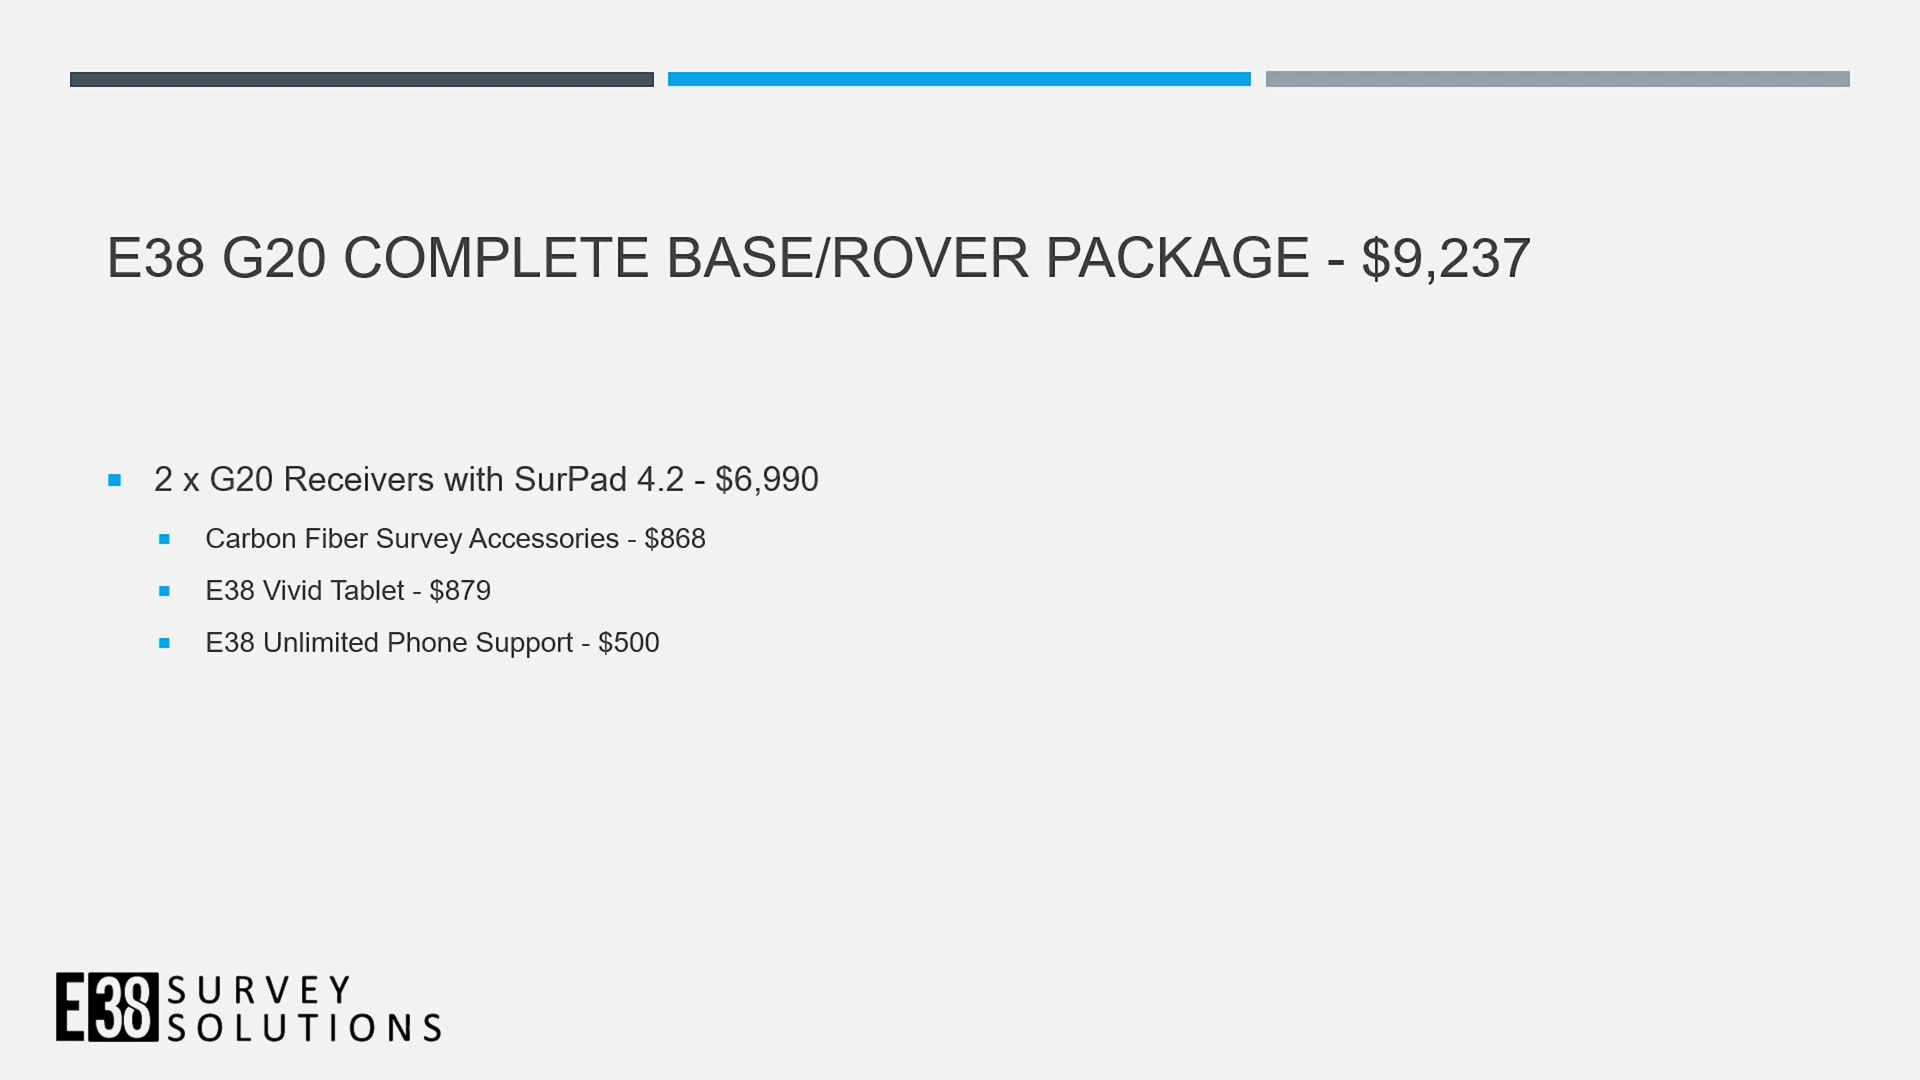 E38 G20 COMPLETE BASE/ROVER PACKAGE - $9,237
2 x G20 Receivers with SurPad 4.2 - $6,990
Carbon Fiber Survey Accessories - $868
E38 Vivid Tablet - $879
E38 Unlimited Phone Support - $500
E38 SURVEY
SOLUTIONS